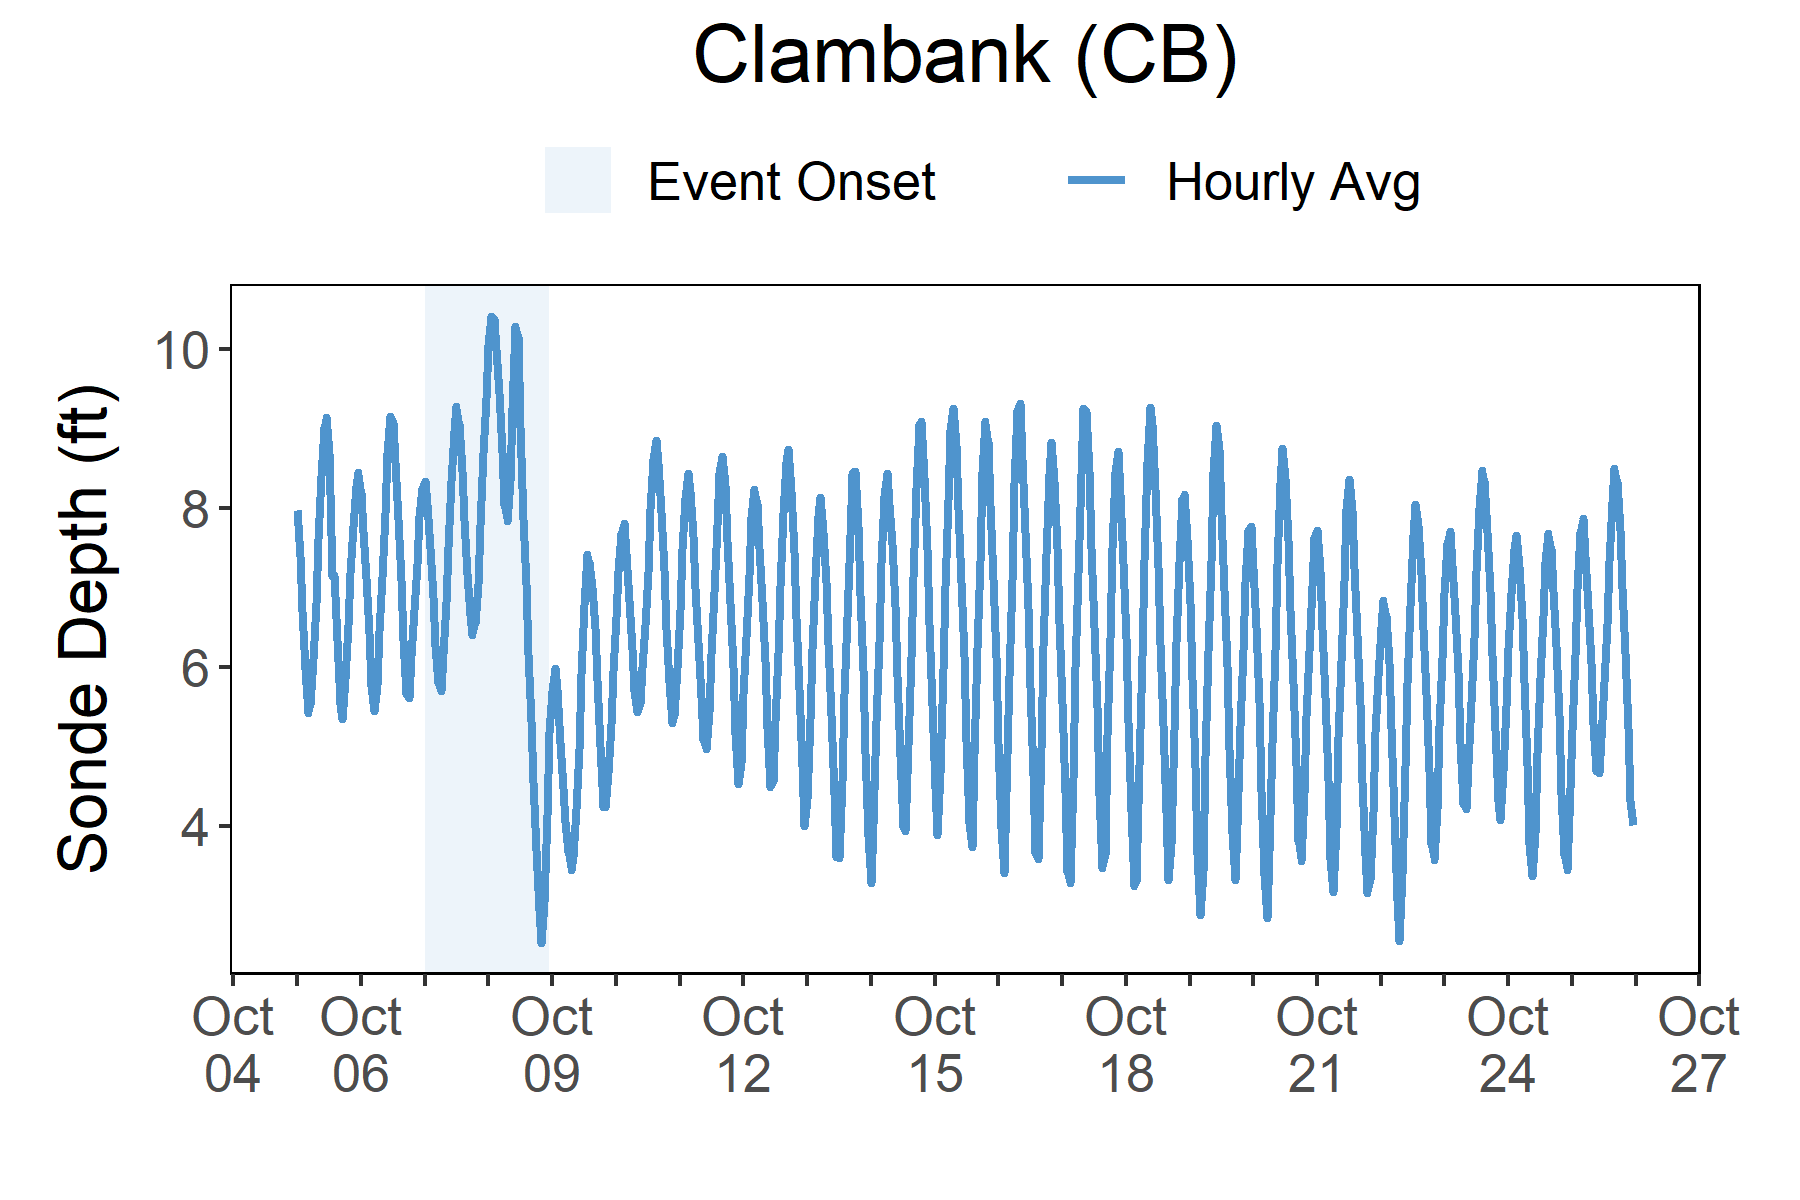 Clambank (CB)
Event Onset
Hourly Avg
Sonde Depth (ft)
10
8
6
4
Oct 04
Oct 06
Oct 09
Oct 12
Oct 15
Oct 18
Oct 21
Oct 24
Oct 27